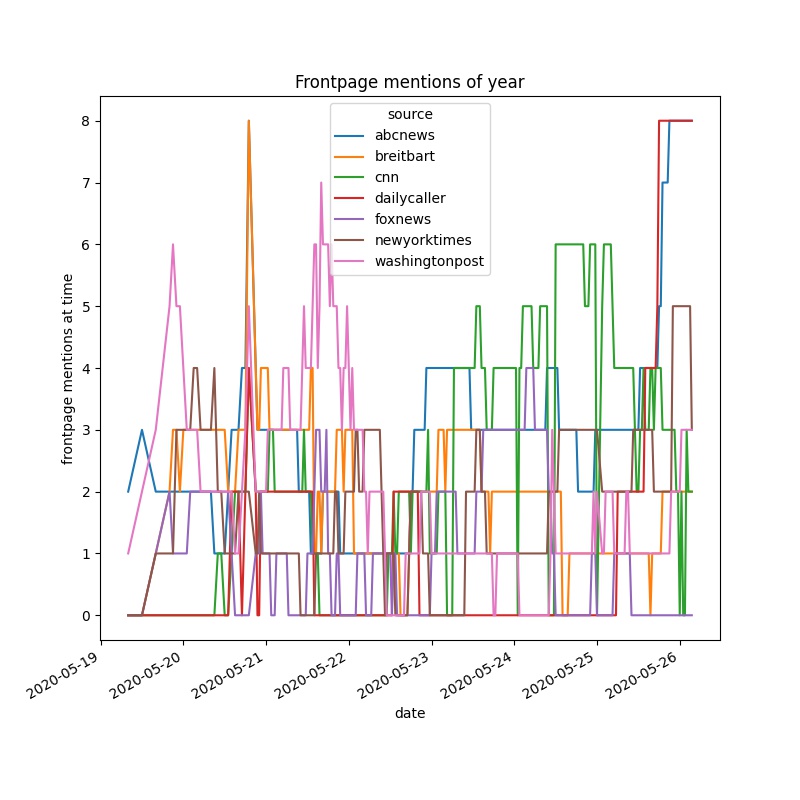 Frontpage mentions of year
source
abcnews
breitbart
cnn
dailycaller
foxnews
newyorktimes
washingtonpost
frontpage mentions at time
8
7
6
5
4
3
2
1
0
2020-05-19
2020-05-20
2020-05-21
2020-05-22
2020-05-23
2020-05-24
2020-05-25
2020-05-26
date